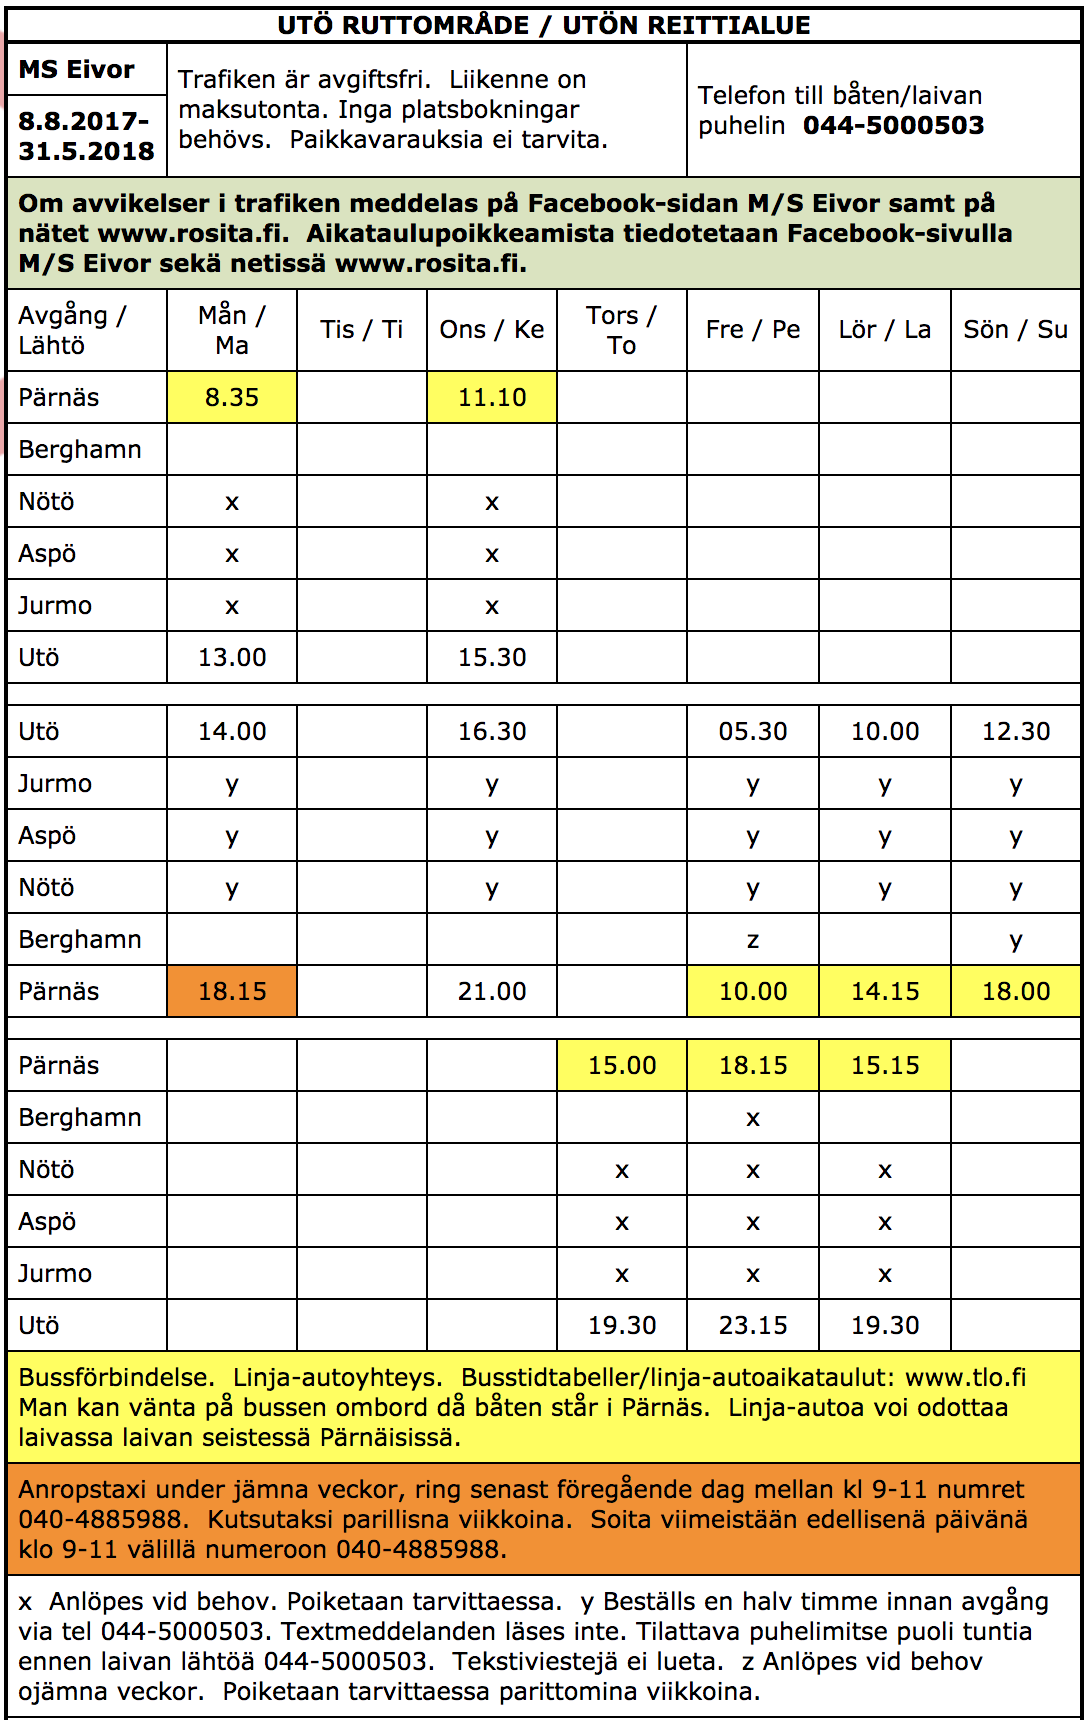 UTÖ RUTTOMRÅDE / UTÖN REITTIALUE
MS Eivor
8.8.2017-
31.5.2018
Trafiken är avgiftsfri.  Liikenne on
maksutonta. Inga platsbokningar
behövs.  Paikkavarauksia ei tarvita.
Telefon till båten/laivan
puhelin  044-5000503
Om avvikelser i trafiken meddelas på Facebook-sidan M/S Eivor samt på
nätet www.rosita.fi.  Aikataulupoikkeamista tiedotetaan Facebook-sivulla
M/S Eivor sekä netissä www.rosita.fi.
Avgång / Lähtö Mån / Ma Tis / Ti Ons / Ke Tors / To Fre / Pe Lör / La Sön / Su
Pärnäs 8.35 11.10
Berghamn
Nötö x x
Aspö x x
Jurmo x x
Utö 13.00 15.30
Utö 14.00 16.30 05.30 10.00 12.30
Jurmo y y y y y
Aspö y y y y y
Nötö y y y y y
Berghamn z y
Pärnäs 18.15 21.00 10.00 14.15 18.00
Pärnäs 15.00 18.15 15.15
Berghamn x
Nötö x x x
Aspö x x x
Jurmo x x x
Utö 19.30 23.15 19.30
Bussförbindelse.  Linja-autoyhteys.  Busstidtabeller/linja-autoaikataulut: www.tlo.fi
Man kan vänta på bussen ombord då båten står i Pärnäs.  Linja-autoa voi odottaa
laivassa laivan seistessä Pärnäisissä.
Anropstaxi under jämna veckor, ring senast föregående dag mellan kl 9-11 numret
040-4885988.  Kutsutaksi parillisna viikkoina.  Soita viimeistään edellisenä päivänä
klo 9-11 välillä numeroon 040-4885988.
x  Anlöpes vid behov. Poiketaan tarvittaessa.  y Beställs en halv timme innan avgång
via tel 044-5000503. Textmeddelanden läses inte. Tilattava puhelimitse puoli tuntia
ennen laivan lähtöä 044-5000503.  Tekstiviestejä ei lueta.  z Anlöpes vid behov
ojämna veckor.  Poiketaan tarvittaessa parittomina viikkoina.